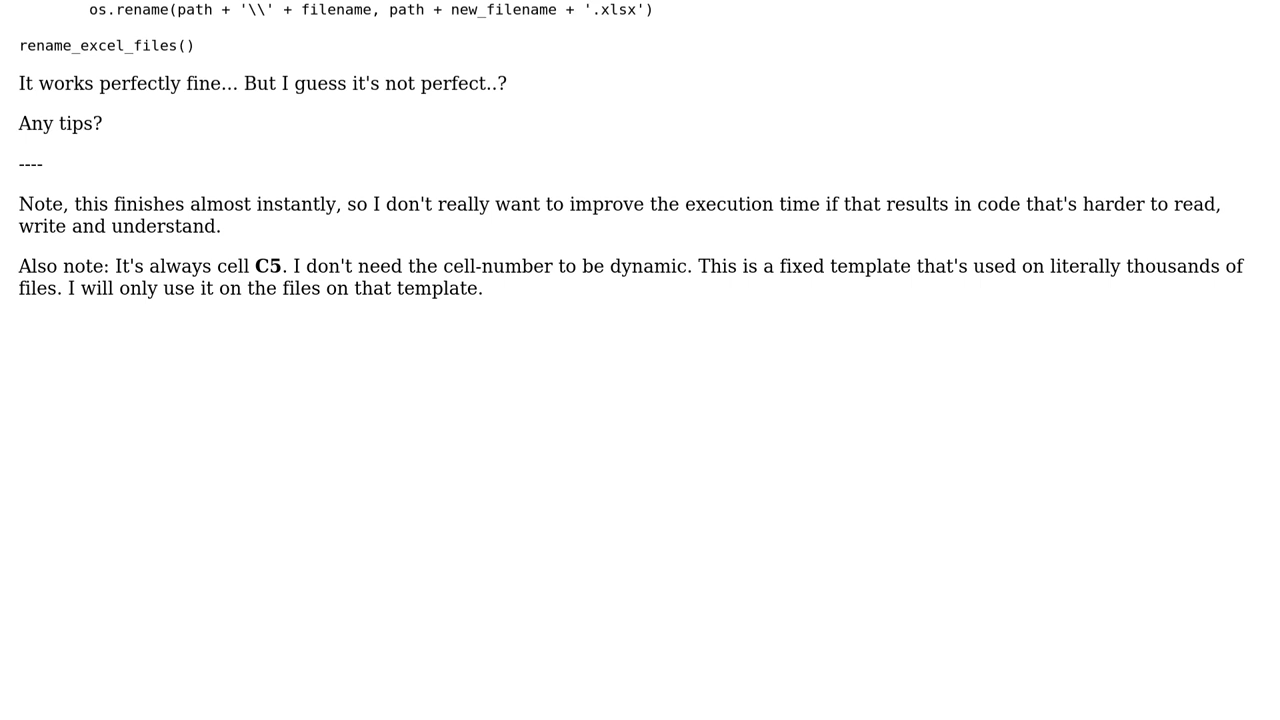 os.rename(path + '\\' + filename, path + new_filename + '.xlsx')
rename_excel_files()
It works perfectly fine... But I guess it's not perfect..?
Any tips?
----
Note, this finishes almost instantly, so I don't really want to improve the execution time if that results in code that's harder to read,
write and understand.
Also note: It's always cell C5. I don't need the cell-number to be dynamic. This is a fixed template that's used on literally thousands of
files. I will only use it on the files on that template.